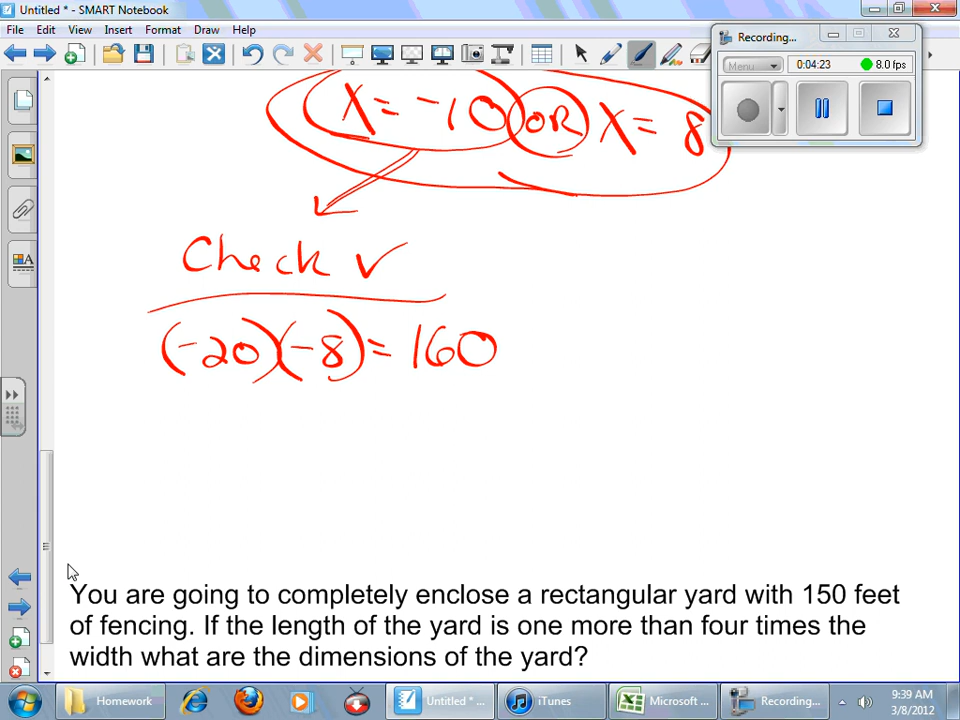 Untitled * - SMART Notebook
File Edit View Insert Format Draw Help
Recording...
Menu 0:04:23 8.0 fps
X = -10 OR X = 8
Check ✓
(-20)(-8) = 160
You are going to completely enclose a rectangular yard with 150 feet
of fencing. If the length of the yard is one more than four times the
width what are the dimensions of the yard?
Homework Untitled * ... iTunes Microsoft ... Recording... 9:39 AM
3/8/2012